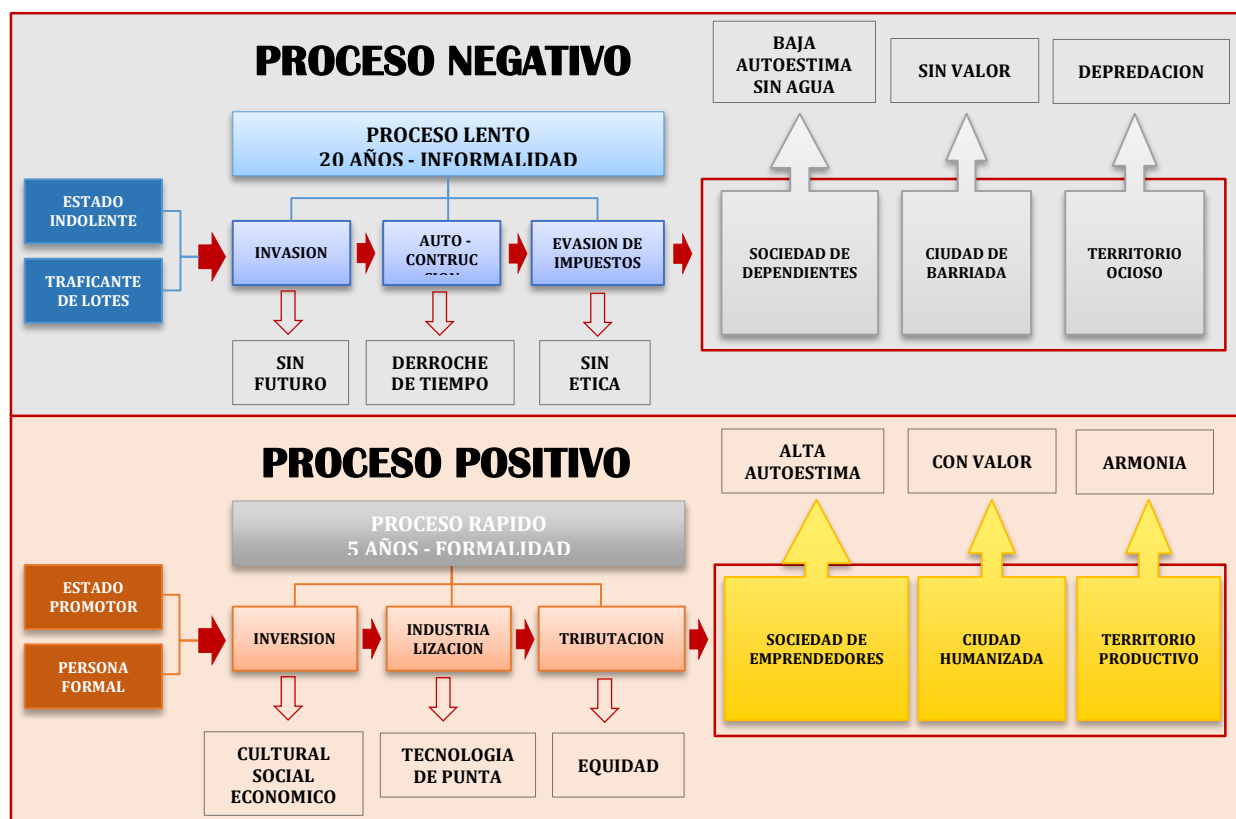 PROCESO NEGATIVO
BAJA
AUTOESTIMA
SIN AGUA
SIN VALOR
DEPREDACION
PROCESO LENTO
20 AÑOS - INFORMALIDAD
ESTADO
INDOLENTE
TRAFICANTE
DE LOTES
INVASION
AUTO -
CONTRUC
CION
EVASION DE
IMPUESTOS
SOCIEDAD DE
DEPENDIENTES
CIUDAD DE
BARRIADA
TERRITORIO
OCIOSO
SIN
FUTURO
DERROCHE
DE TIEMPO
SIN
ETICA
PROCESO POSITIVO
ALTA
AUTOESTIMA
CON VALOR
ARMONIA
PROCESO RAPIDO
5 AÑOS - FORMALIDAD
ESTADO
PROMOTOR
PERSONA
FORMAL
INVERSION
INDUSTRIA
LIZACION
TRIBUTACION
SOCIEDAD DE
EMPRENDEDORES
CIUDAD
HUMANIZADA
TERRITORIO
PRODUCTIVO
CULTURAL
SOCIAL
ECONOMICO
TECNOLOGIA
DE PUNTA
EQUIDAD